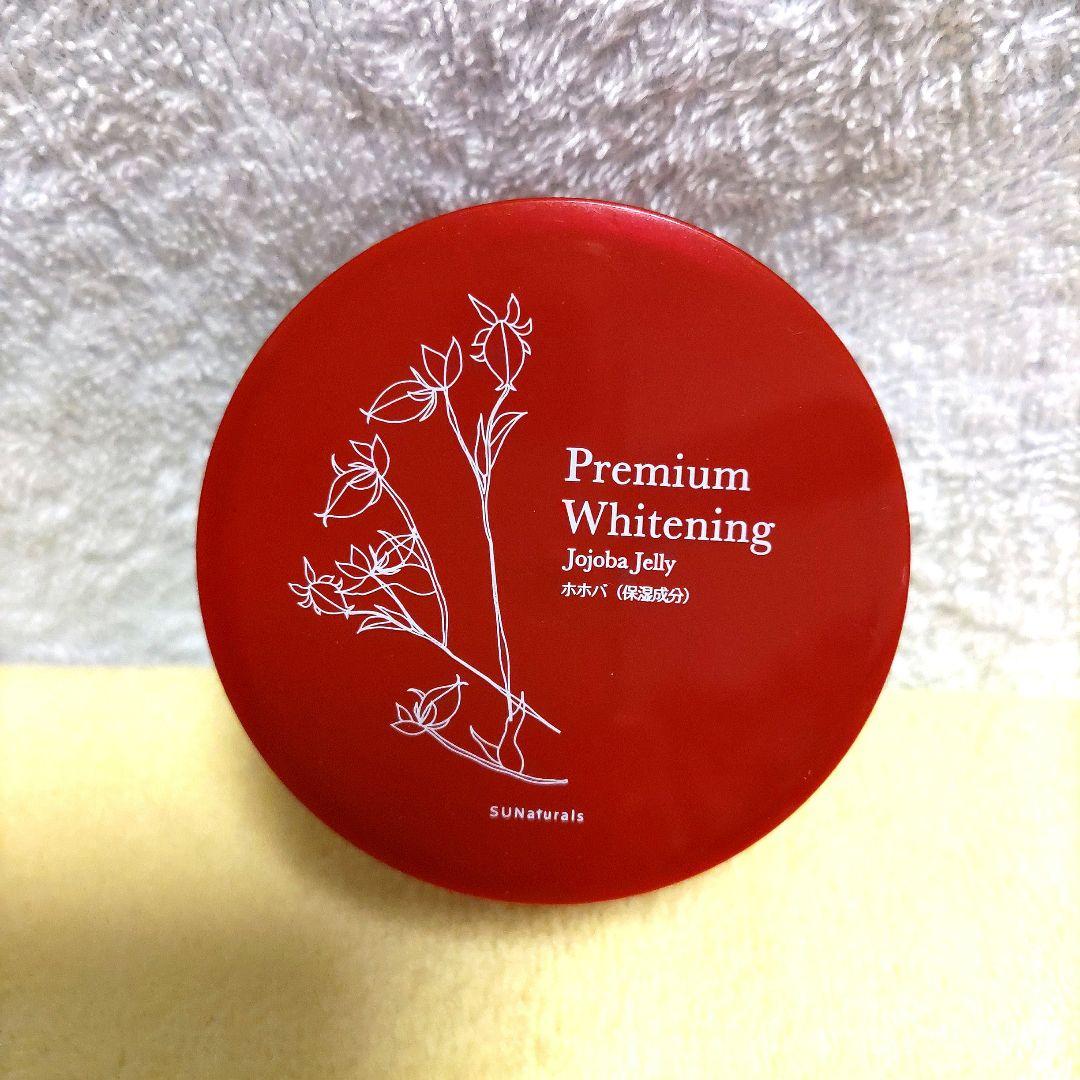 Premium
Whitening
Jojoba Jelly
ホホバ（保湿成分）
SUNaturals